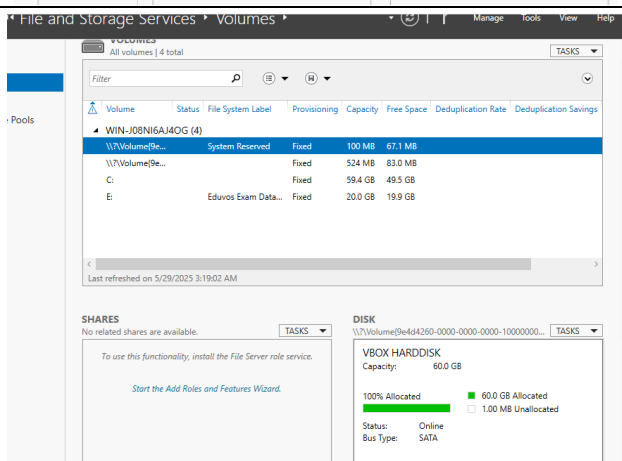 File and Storage Services ‣ Volumes ‣
Manage Tools View Help
VOLUMES
All volumes | 4 total
TASKS
Filter
Pools
Volume Status File System Label Provisioning Capacity Free Space Deduplication Rate Deduplication Savings
WIN-J08NI6AJ4OG (4)
\\?\Volume{9e... System Reserved Fixed 100 MB 67.1 MB
\\?\Volume{9e... Fixed 524 MB 83.0 MB
C: Fixed 59.4 GB 49.5 GB
E: Eduvos Exam Data... Fixed 20.0 GB 19.9 GB
Last refreshed on 5/29/2025 3:19:02 AM
SHARES
No related shares are available.
TASKS
To use this functionality, install the File Server role service.
Start the Add Roles and Features Wizard.
DISK
\\?\Volume{9e4d4260-0000-0000-0000-10000000...
TASKS
VBOX HARDDISK
Capacity: 60.0 GB
100% Allocated
60.0 GB Allocated
1.00 MB Unallocated
Status: Online
Bus Type: SATA